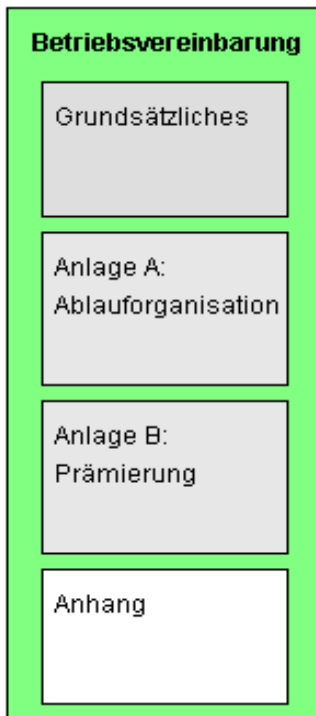 Betriebsvereinbarung
Grundsätzliches
Anlage A:
Ablauforganisation
Anlage B:
Prämierung
Anhang